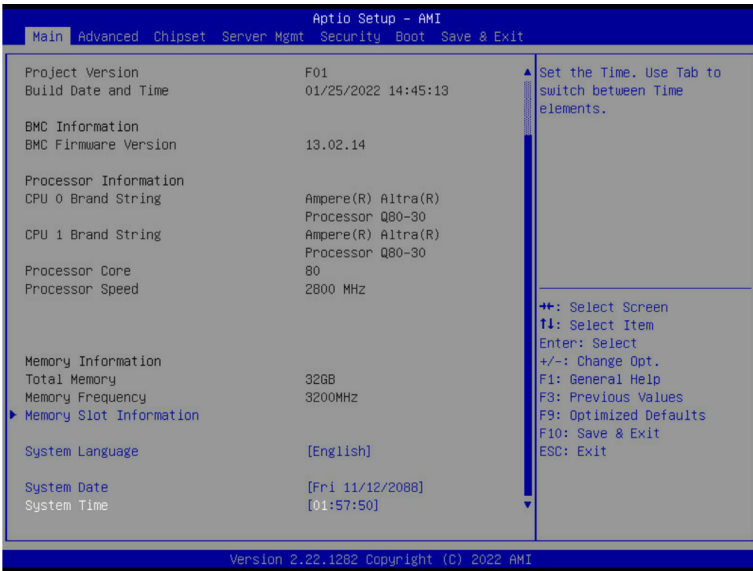 Aptio Setup - AMI
Main Advanced Chipset Server Mgmt Security Boot Save & Exit
Project Version F01
Build Date and Time 01/25/2022 14:45:13
BMC Information
BMC Firmware Version 13.02.14
Processor Information
CPU 0 Brand String Ampere(R) Altra(R)
Processor Q80-30
CPU 1 Brand String Ampere(R) Altra(R)
Processor Q80-30
Processor Core 80
Processor Speed 2800 MHz
Memory Information
Total Memory 32GB
Memory Frequency 3200MHz
Memory Slot Information
System Language [English]
System Date [Fri 11/12/2088]
System Time [01:57:50]
Set the Time. Use Tab to
switch between Time
elements.
→←: Select Screen
↑↓: Select Item
Enter: Select
+/-: Change Opt.
F1: General Help
F3: Previous Values
F9: Optimized Defaults
F10: Save & Exit
ESC: Exit
Version 2.22.1282 Copyright (C) 2022 AMI